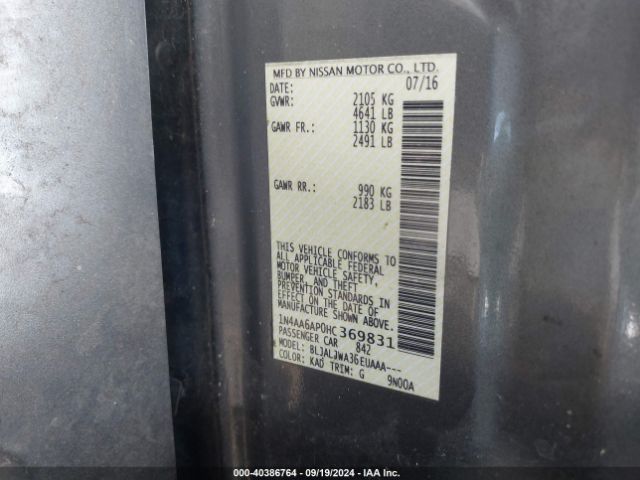 MFD BY NISSAN MOTOR CO., LTD.
DATE: 07/16
GVWR: 2105 KG
4641 LB
GAWR FR.: 1130 KG
2491 LB
GAWR RR.: 990 KG
2183 LB
THIS VEHICLE CONFORMS TO
ALL APPLICABLE FEDERAL
MOTOR VEHICLE SAFETY,
BUMPER, AND THEFT
PREVENTION STANDARDS IN
EFFECT ON THE DATE OF
MANUFACTURE SHOWN ABOVE.
1N4AA6AP0HC369831
PASSENGER CAR 842
MODEL: BLJALJWA36EUAAA---
COLOR: KAD TRIM: G 9N00A
000-40386764 - 09/19/2024 - IAA Inc.